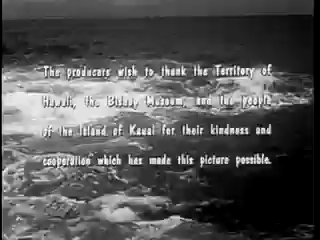 The producers wish to thank the Territory of
Hawaii, the Bishop Museum, and the people
of the Island of Kauai for their kindness and
cooperation which has made this picture possible.